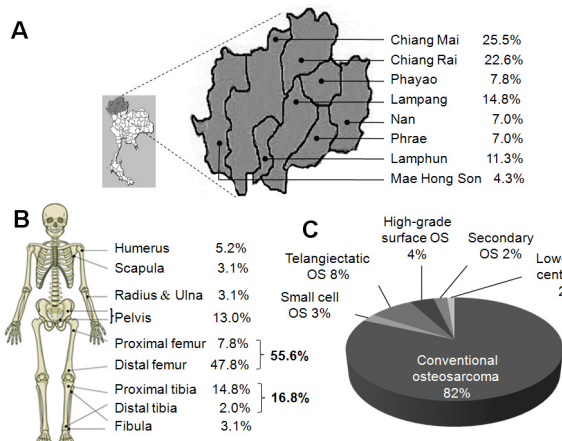 A
Chiang Mai 25.5%
Chiang Rai 22.6%
Phayao 7.8%
Lampang 14.8%
Nan 7.0%
Phrae 7.0%
Lamphun 11.3%
Mae Hong Son 4.3%
B
Humerus 5.2%
Scapula 3.1%
Radius & Ulna 3.1%
}Pelvis 13.0%
Proximal femur 7.8%
Distal femur 47.8%
55.6%
Proximal tibia 14.8%
Distal tibia 2.0%
16.8%
Fibula 3.1%
C
High-grade
surface OS
4%
Secondary
OS 2%
Telangiectatic
OS 8%
Small cell
OS 3%
Low
cent
2
Conventional
osteosarcoma
82%